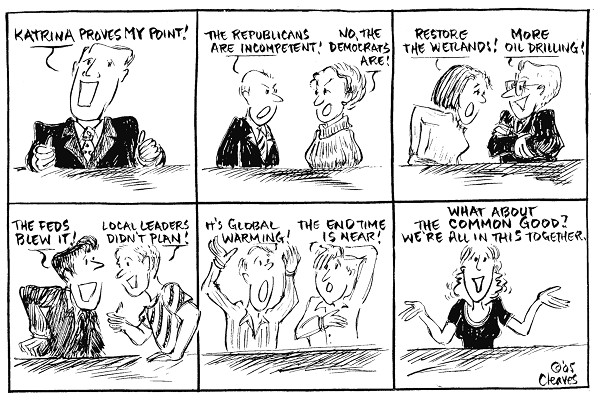 KATRINA PROVES MY POINT!
THE REPUBLICANS
ARE INCOMPETENT!
NO, THE
DEMOCRATS
ARE!
RESTORE
THE WETLANDS!
MORE
OIL DRILLING!
THE FEDS
BLEW IT!
LOCAL LEADERS
DIDN'T PLAN!
IT'S GLOBAL
WARMING!
THE END TIME
IS NEAR!
WHAT ABOUT
THE COMMON GOOD?
WE'RE ALL IN THIS TOGETHER.
©'05
Cleaves